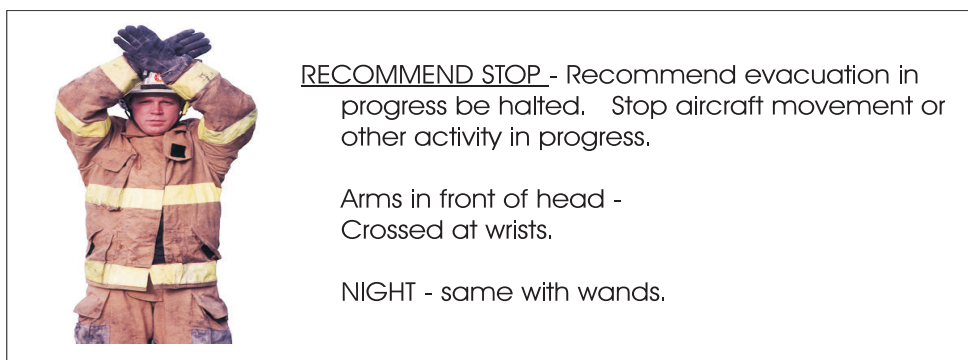 RECOMMEND STOP - Recommend evacuation in
progress be halted. Stop aircraft movement or
other activity in progress.
Arms in front of head -
Crossed at wrists.
NIGHT - same with wands.